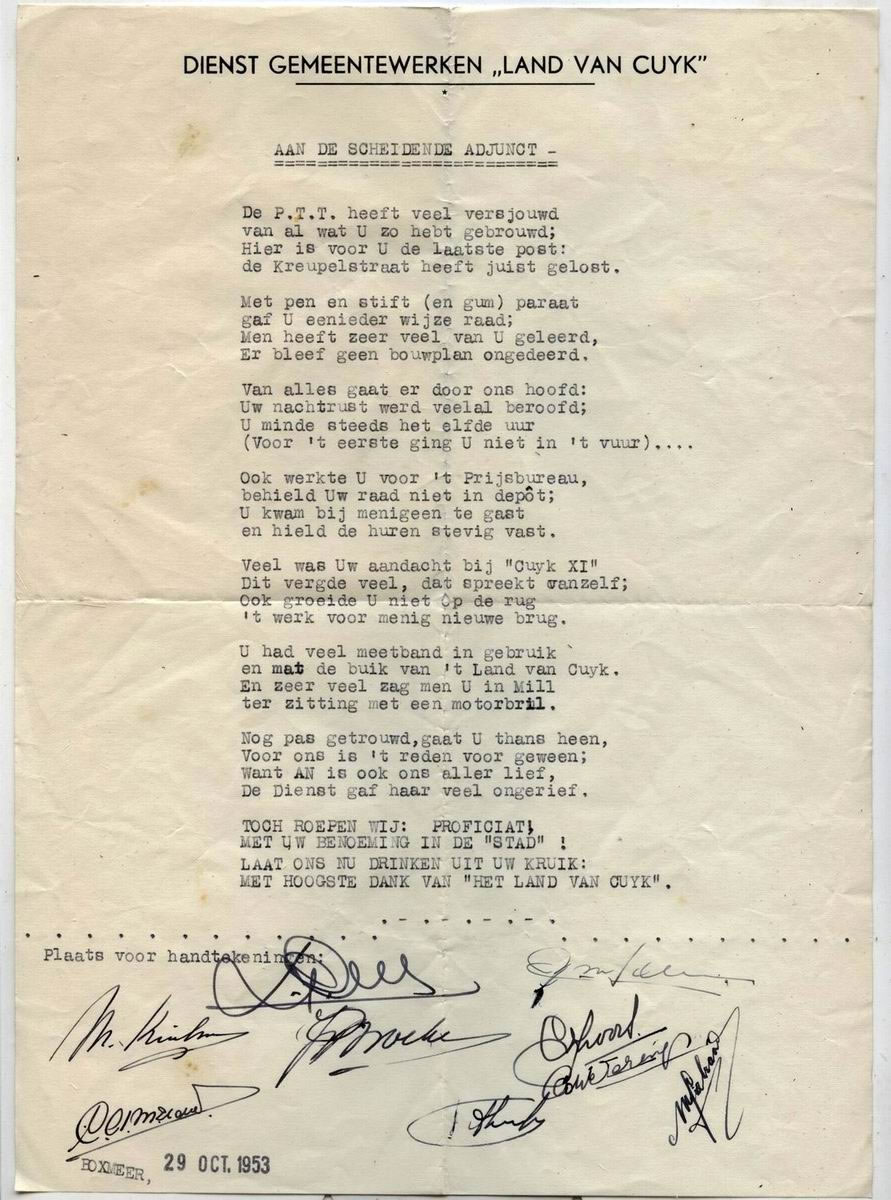 DIENST GEMEENTEWERKEN „LAND VAN CUYK”
AAN DE SCHEIDENDE ADJUNCT -
De P.T.T. heeft veel versjouwd
van al wat U zo hebt gebrouwd;
Hier is voor U de laatste post:
de Kreupelstraat heeft juist gelost.
Met pen en stift (en gum) paraat
gaf U eenieder wijze raad;
Men heeft zeer veel van U geleerd,
Er bleef geen bouwplan ongedeerd.
Van alles gaat er door ons hoofd:
Uw nachtrust werd veelal beroofd;
U minde steeds het elfde uur
(Voor 't eerste ging U niet in 't vuur)....
Ook werkte U voor 't Prijsbureau,
behield Uw raad niet in depôt;
U kwam bij menigeen te gast
en hield de huren stevig vast.
Veel was Uw aandacht bij "Cuyk XI"
Dit vergde veel, dat spreekt vanzelf;
Ook groeide U niet op de rug
't werk voor menig nieuwe brug.
U had veel meetband in gebruik
en mat de buik van 't Land van Cuyk.
En zeer veel zag men U in Mill
ter zitting met een motorbril.
Nog pas getrouwd,gaat U thans heen,
Voor ons is 't reden voor geween;
Want AN is ook ons aller lief,
De Dienst gaf haar veel ongerief.
TOCH ROEPEN WIJ: PROFICIAT!
MET UW BENOEMING IN DE "STAD" !
LAAT ONS NU DRINKEN UIT UW KRUIK:
MET HOOGSTE DANK VAN "HET LAND VAN CUYK".
Plaats voor handtekeningen:
BOXMEER, 29 OCT. 1953